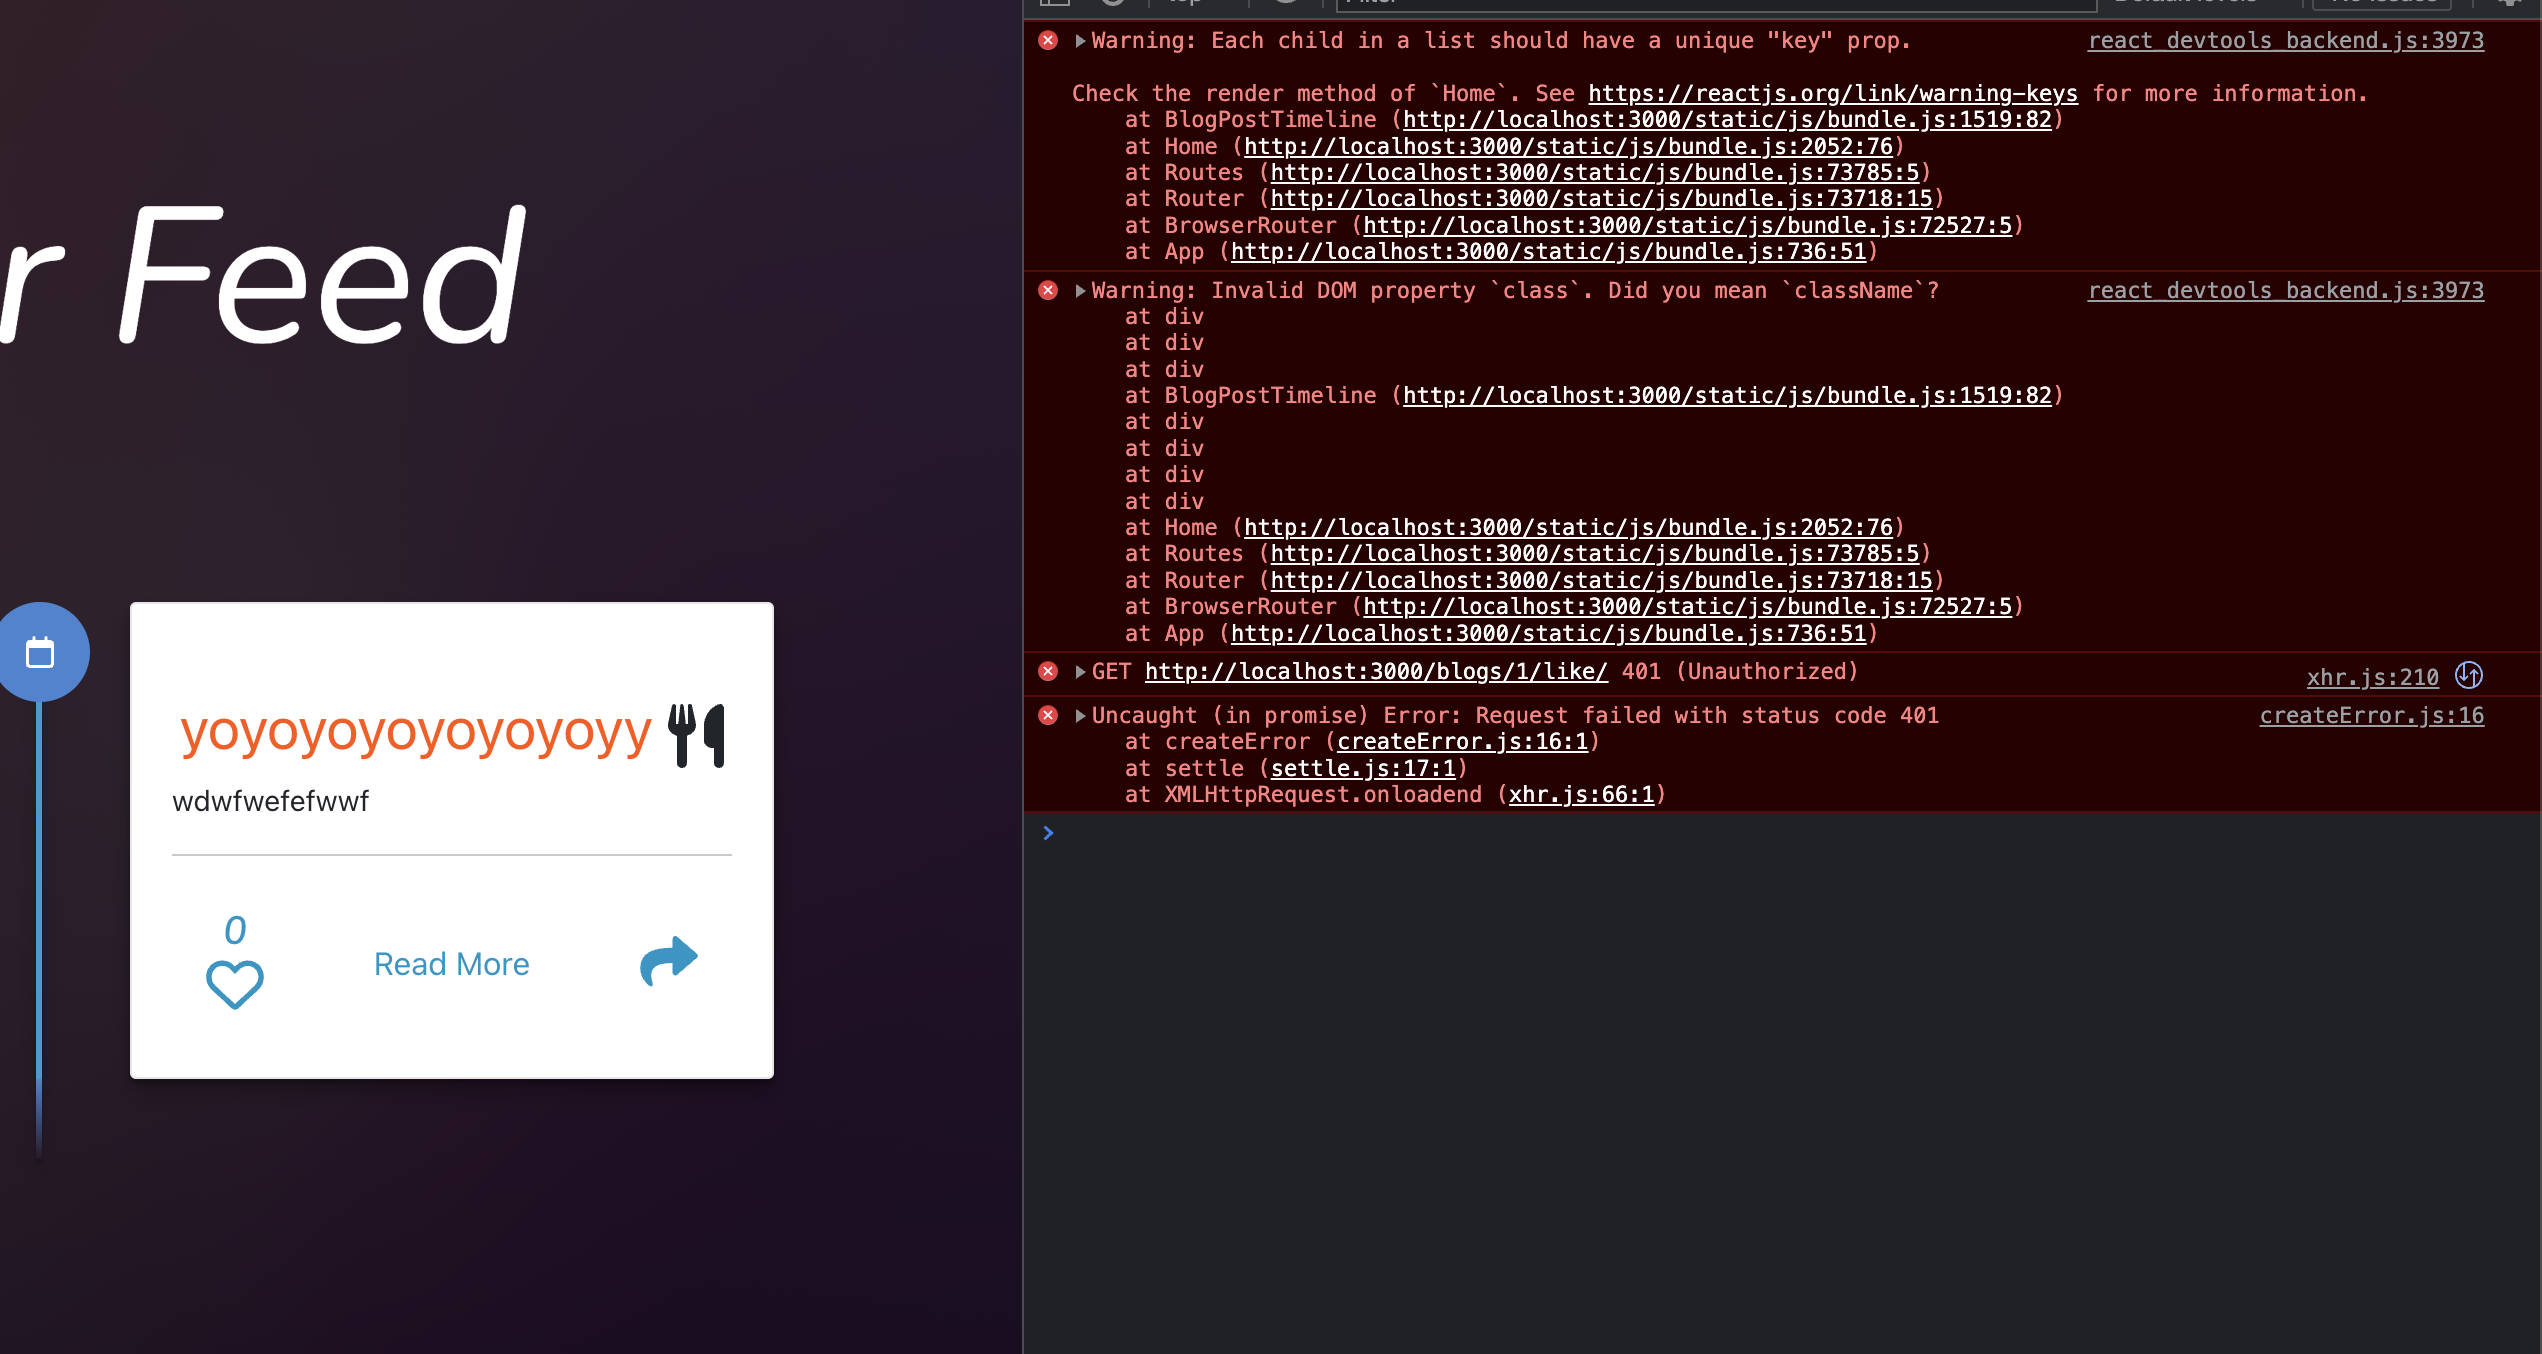 r Feed
yoyoyoyoyoyoyoyy
wdwfwefefwwf
0
Read More
Warning: Each child in a list should have a unique "key" prop. react_devtools_backend.js:3973
Check the render method of `Home`. See https://reactjs.org/link/warning-keys for more information.
at BlogPostTimeline (http://localhost:3000/static/js/bundle.js:1519:82)
at Home (http://localhost:3000/static/js/bundle.js:2052:76)
at Routes (http://localhost:3000/static/js/bundle.js:73785:5)
at Router (http://localhost:3000/static/js/bundle.js:73718:15)
at BrowserRouter (http://localhost:3000/static/js/bundle.js:72527:5)
at App (http://localhost:3000/static/js/bundle.js:736:51)
Warning: Invalid DOM property `class`. Did you mean `className`? react_devtools_backend.js:3973
at div
at div
at div
at BlogPostTimeline (http://localhost:3000/static/js/bundle.js:1519:82)
at div
at div
at div
at div
at Home (http://localhost:3000/static/js/bundle.js:2052:76)
at Routes (http://localhost:3000/static/js/bundle.js:73785:5)
at Router (http://localhost:3000/static/js/bundle.js:73718:15)
at BrowserRouter (http://localhost:3000/static/js/bundle.js:72527:5)
at App (http://localhost:3000/static/js/bundle.js:736:51)
GET http://localhost:3000/blogs/1/like/ 401 (Unauthorized) xhr.js:210
Uncaught (in promise) Error: Request failed with status code 401 createError.js:16
at createError (createError.js:16:1)
at settle (settle.js:17:1)
at XMLHttpRequest.onloadend (xhr.js:66:1)